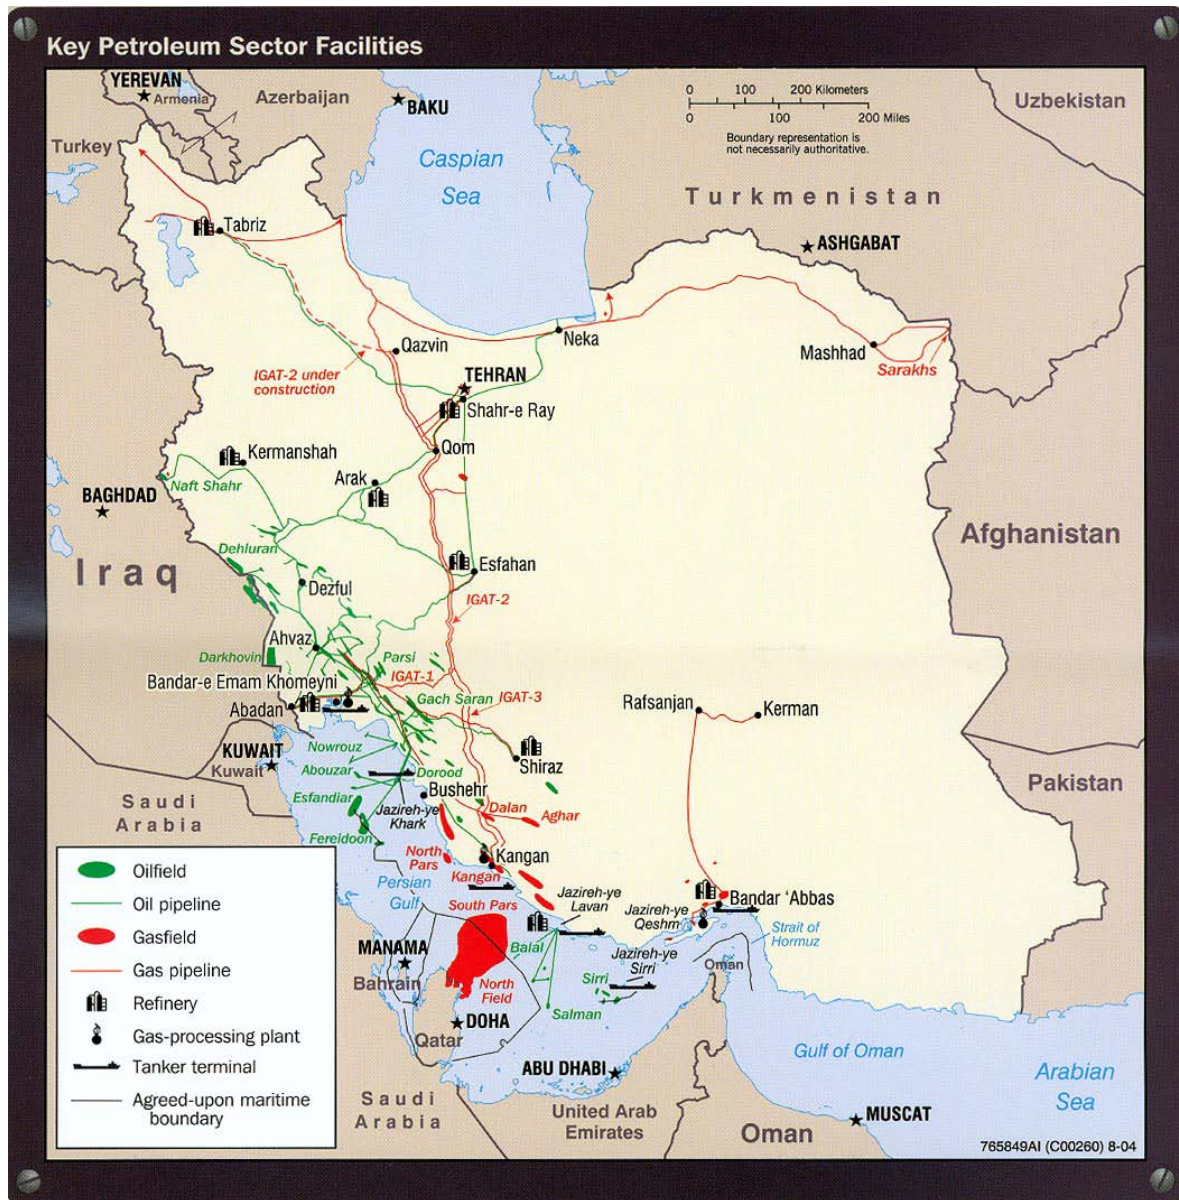 Key Petroleum Sector Facilities
YEREVAN
Armenia
Azerbaijan
BAKU
0 100 200 Kilometers
0 100 200 Miles
Boundary representation is
not necessarily authoritative.
Uzbekistan
Turkey
Caspian
Sea
Turkmenistan
ASHGABAT
Tabriz
Qazvin
Neka
Mashhad
Sarakhs
IGAT-2 under
construction
TEHRAN
Shahr-e Ray
Qom
Kermanshah
Arak
Naft Shahr
BAGHDAD
Iraq
Afghanistan
Dehluran
Esfahan
Dezful
IGAT-2
Ahvaz
Darkhovin
Parsi
Bandar-e Emam Khomeyni
IGAT-1
Gach Saran
IGAT-3
Abadan
Rafsanjan
Kerman
KUWAIT
Kuwait
Nowrouz
Shiraz
Abouzar
Dorood
Pakistan
Saudi
Arabia
Esfandiar
Bushehr
Jazireh-ye
Khark
Dalan
Aghar
Fereidoon
North
Pars
Kangan
Kangan
Persian
Gulf
South Pars
Jazireh-ye
Lavan
Jazireh-ye
Qeshm
Bandar ‘Abbas
Strait of
Hormuz
MANAMA
Bahrain
Balal
Jazireh-ye
Sirri
Oman
North
Field
Sirri
Salman
DOHA
Qatar
ABU DHABI
Gulf of Oman
Arabian
Sea
Saudi
Arabia
United Arab
Emirates
Oman
MUSCAT
765849AI (C00260) 8-04
Oilfield
Oil pipeline
Gasfield
Gas pipeline
Refinery
Gas-processing plant
Tanker terminal
Agreed-upon maritime
boundary